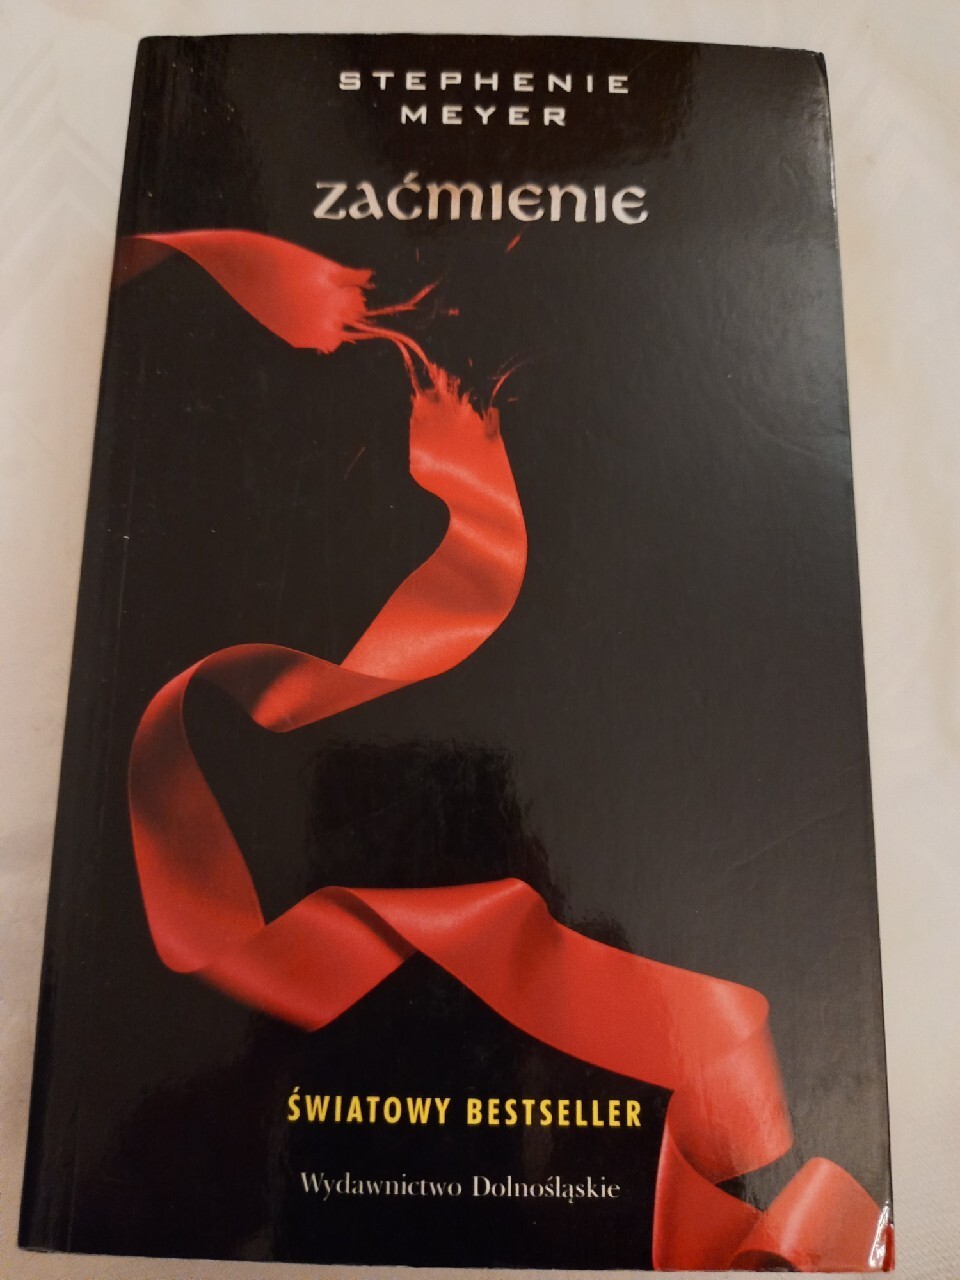 STEPHENIE
MEYER
ZAĆMIENIE
ŚWIATOWY BESTSELLER
Wydawnictwo Dolnośląskie